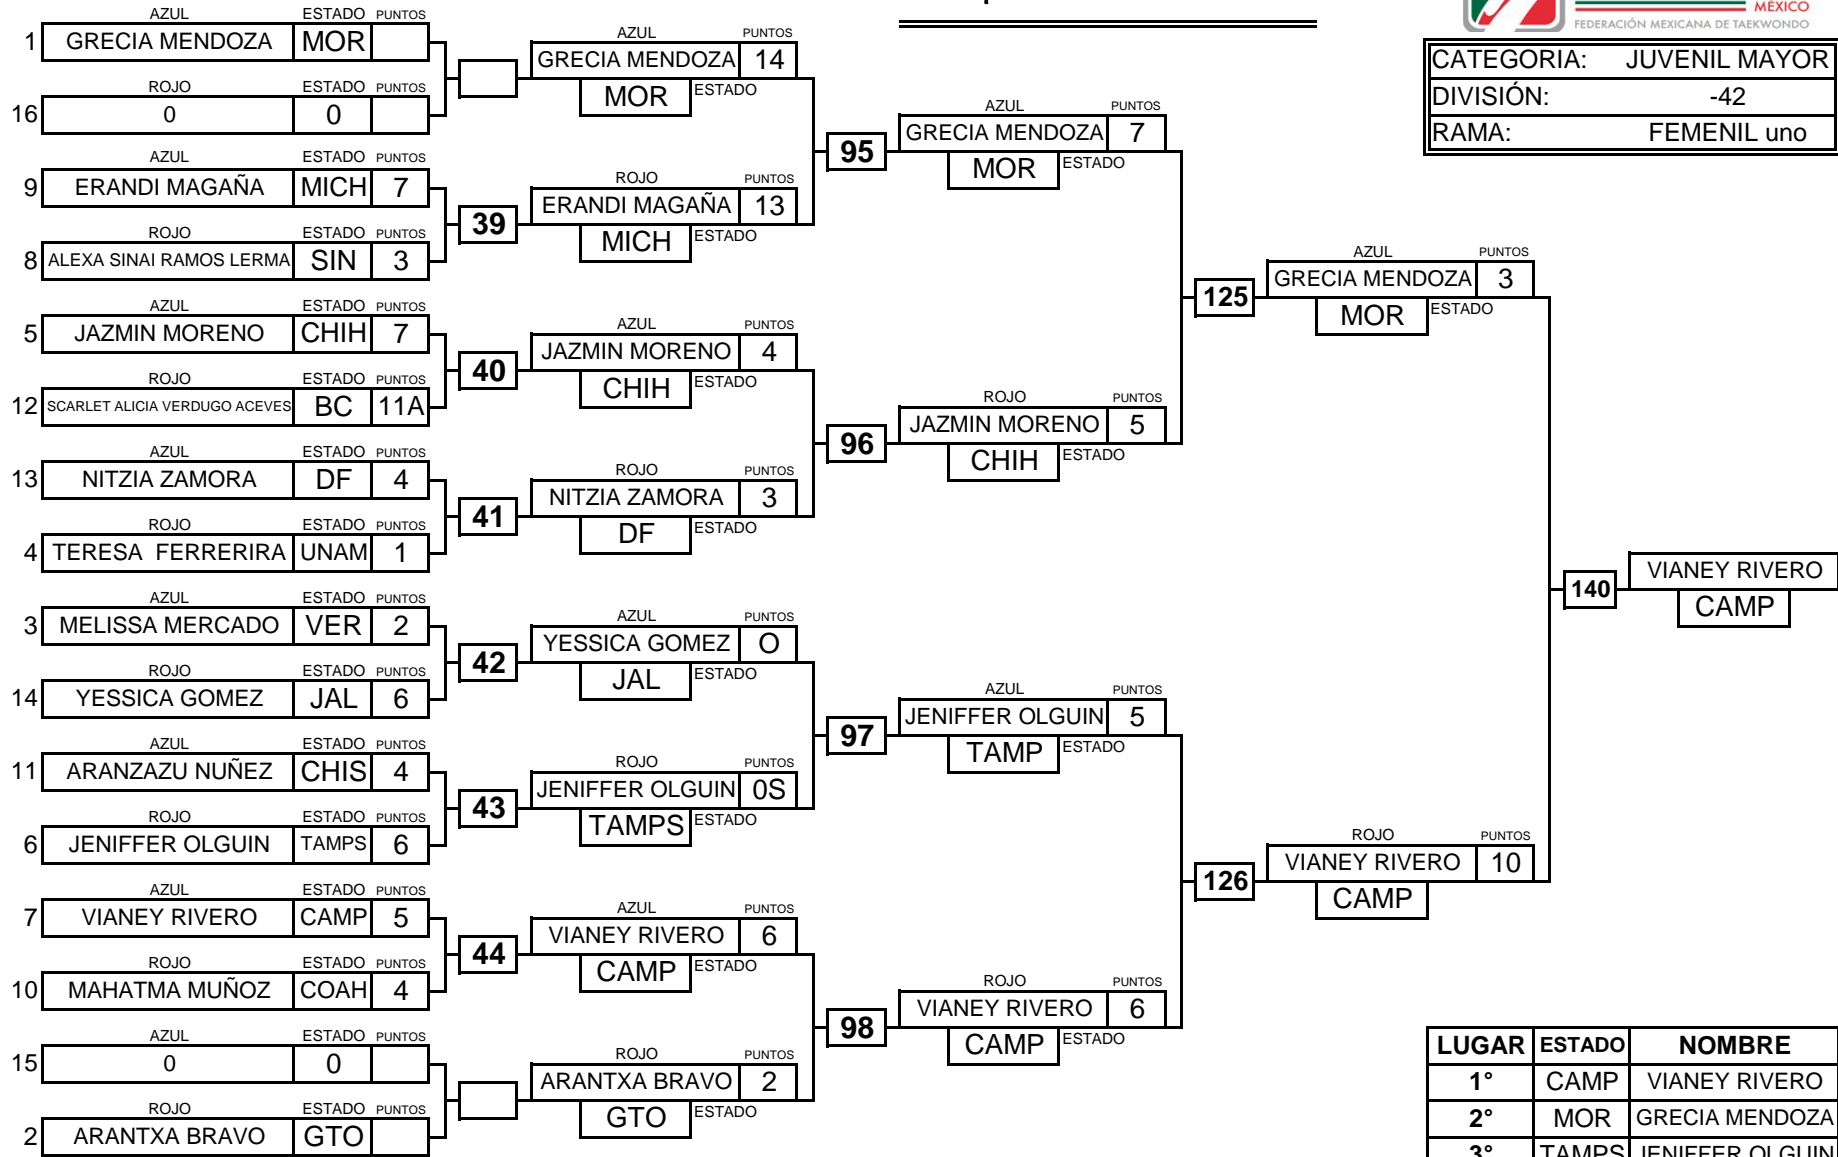 MÉXICO
FEDERACIÓN MEXICANA DE TAEKWONDO
CATEGORIA: JUVENIL MAYOR
DIVISIÓN: -42
RAMA: FEMENIL uno
AZUL ESTADO PUNTOS
1 GRECIA MENDOZA MOR
ROJO ESTADO PUNTOS
16 0 0
AZUL ESTADO PUNTOS
9 ERANDI MAGAÑA MICH 7
39
ROJO ESTADO PUNTOS
8 ALEXA SINAI RAMOS LERMA SIN 3
AZUL ESTADO PUNTOS
5 JAZMIN MORENO CHIH 7
40
ROJO ESTADO PUNTOS
12 SCARLET ALICIA VERDUGO ACEVES BC 11A
AZUL ESTADO PUNTOS
13 NITZIA ZAMORA DF 4
41
ROJO ESTADO PUNTOS
4 TERESA FERRERIRA UNAM 1
AZUL ESTADO PUNTOS
3 MELISSA MERCADO VER 2
42
ROJO ESTADO PUNTOS
14 YESSICA GOMEZ JAL 6
AZUL ESTADO PUNTOS
11 ARANZAZU NUÑEZ CHIS 4
43
ROJO ESTADO PUNTOS
6 JENIFFER OLGUIN TAMPS 6
AZUL ESTADO PUNTOS
7 VIANEY RIVERO CAMP 5
44
ROJO ESTADO PUNTOS
10 MAHATMA MUÑOZ COAH 4
AZUL ESTADO PUNTOS
15 0 0
ROJO ESTADO PUNTOS
2 ARANTXA BRAVO GTO
AZUL PUNTOS
GRECIA MENDOZA 14
MOR ESTADO
95
ROJO PUNTOS
ERANDI MAGAÑA 13
MICH ESTADO
AZUL PUNTOS
JAZMIN MORENO 4
CHIH ESTADO
96
ROJO PUNTOS
NITZIA ZAMORA 3
DF ESTADO
AZUL PUNTOS
YESSICA GOMEZ O
JAL ESTADO
97
ROJO PUNTOS
JENIFFER OLGUIN 0S
TAMPS ESTADO
AZUL PUNTOS
VIANEY RIVERO 6
CAMP ESTADO
98
ROJO PUNTOS
ARANTXA BRAVO 2
GTO ESTADO
AZUL PUNTOS
GRECIA MENDOZA 7
MOR ESTADO
125
ROJO PUNTOS
JAZMIN MORENO 5
CHIH ESTADO
AZUL PUNTOS
JENIFFER OLGUIN 5
TAMP ESTADO
126
ROJO PUNTOS
VIANEY RIVERO 6
CAMP ESTADO
AZUL PUNTOS
GRECIA MENDOZA 3
MOR ESTADO
140
ROJO PUNTOS
VIANEY RIVERO 10
CAMP
VIANEY RIVERO
CAMP
LUGAR ESTADO NOMBRE
1° CAMP VIANEY RIVERO
2° MOR GRECIA MENDOZA
3° TAMPS JENIFFER OLGUIN